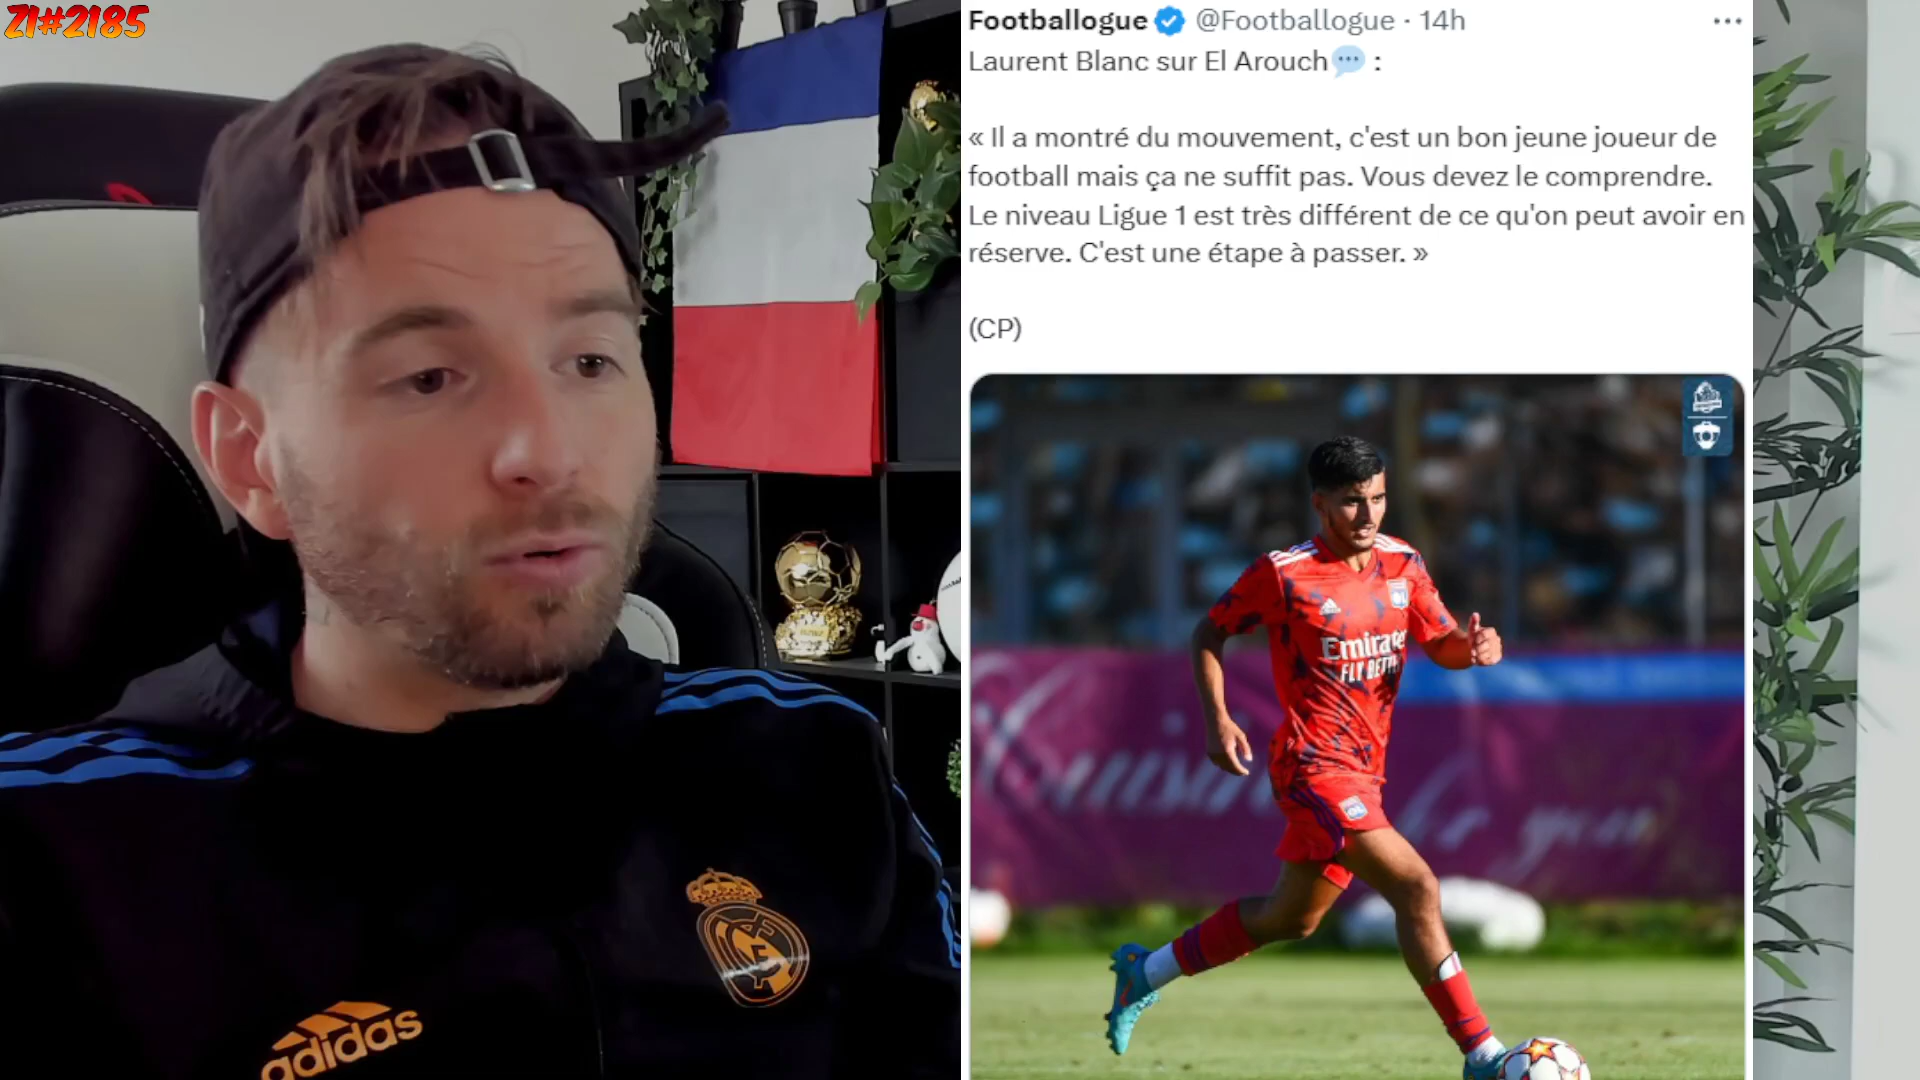 Z1#2185
Footballogue @Footballogue · 14h
Laurent Blanc sur El Arouch :
« Il a montré du mouvement, c'est un bon jeune joueur de
football mais ça ne suffit pas. Vous devez le comprendre.
Le niveau Ligue 1 est très différent de ce qu'on peut avoir en
réserve. C'est une étape à passer. »
(CP)
Emirates
FLY BETTER
OL
adidas